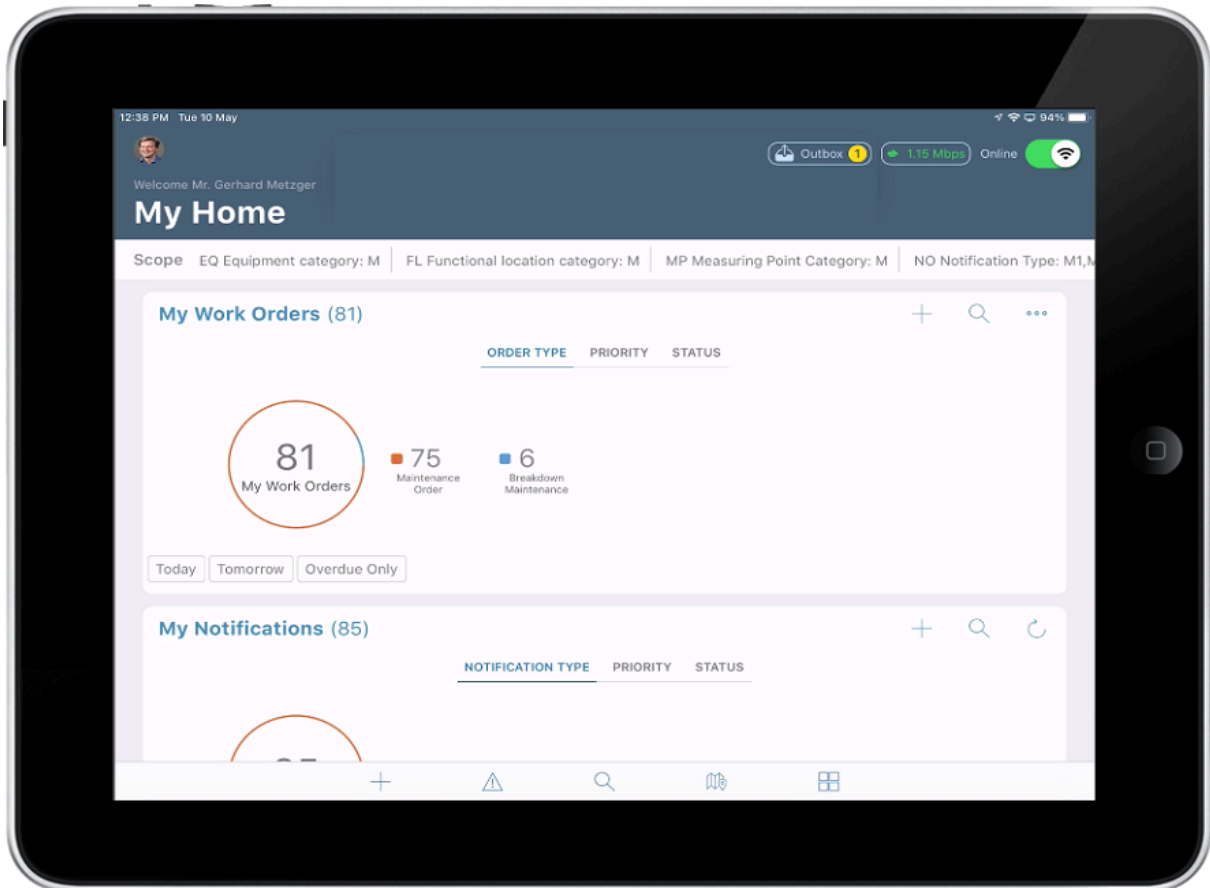 12:38 PM Tue 10 May 94%
Outbox 1 1.15 Mbps Online
Welcome Mr. Gerhard Metzger
My Home
Scope EQ Equipment category: M FL Functional location category: M MP Measuring Point Category: M NO Notification Type: M1,M
My Work Orders (81)
ORDER TYPE PRIORITY STATUS
81
My Work Orders
75
Maintenance
Order
6
Breakdown
Maintenance
Today Tomorrow Overdue Only
My Notifications (85)
NOTIFICATION TYPE PRIORITY STATUS